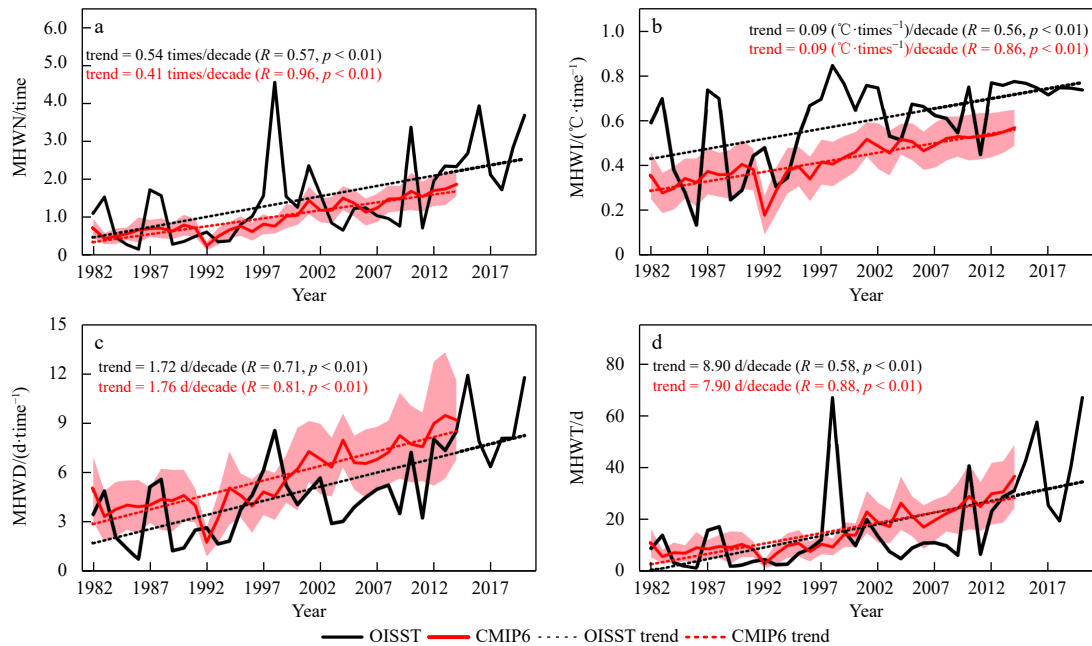 a
trend = 0.54 times/decade (R = 0.57, p < 0.01)
trend = 0.41 times/decade (R = 0.96, p < 0.01)
MHWN/time
6.0
5.0
4.0
3.0
2.0
1.0
0
1982 1987 1992 1997 2002 2007 2012 2017
Year
b
trend = 0.09 (℃·times⁻¹)/decade (R = 0.56, p < 0.01)
trend = 0.09 (℃·times⁻¹)/decade (R = 0.86, p < 0.01)
MHWI/(℃·time⁻¹)
1.0
0.8
0.6
0.4
0.2
0
1982 1987 1992 1997 2002 2007 2012 2017
Year
c
trend = 1.72 d/decade (R = 0.71, p < 0.01)
trend = 1.76 d/decade (R = 0.81, p < 0.01)
MHWD/(d·time⁻¹)
15
12
9
6
3
0
1982 1987 1992 1997 2002 2007 2012 2017
Year
d
trend = 8.90 d/decade (R = 0.58, p < 0.01)
trend = 7.90 d/decade (R = 0.88, p < 0.01)
MHWT/d
80
60
40
20
0
1982 1987 1992 1997 2002 2007 2012 2017
Year
OISST CMIP6 OISST trend CMIP6 trend